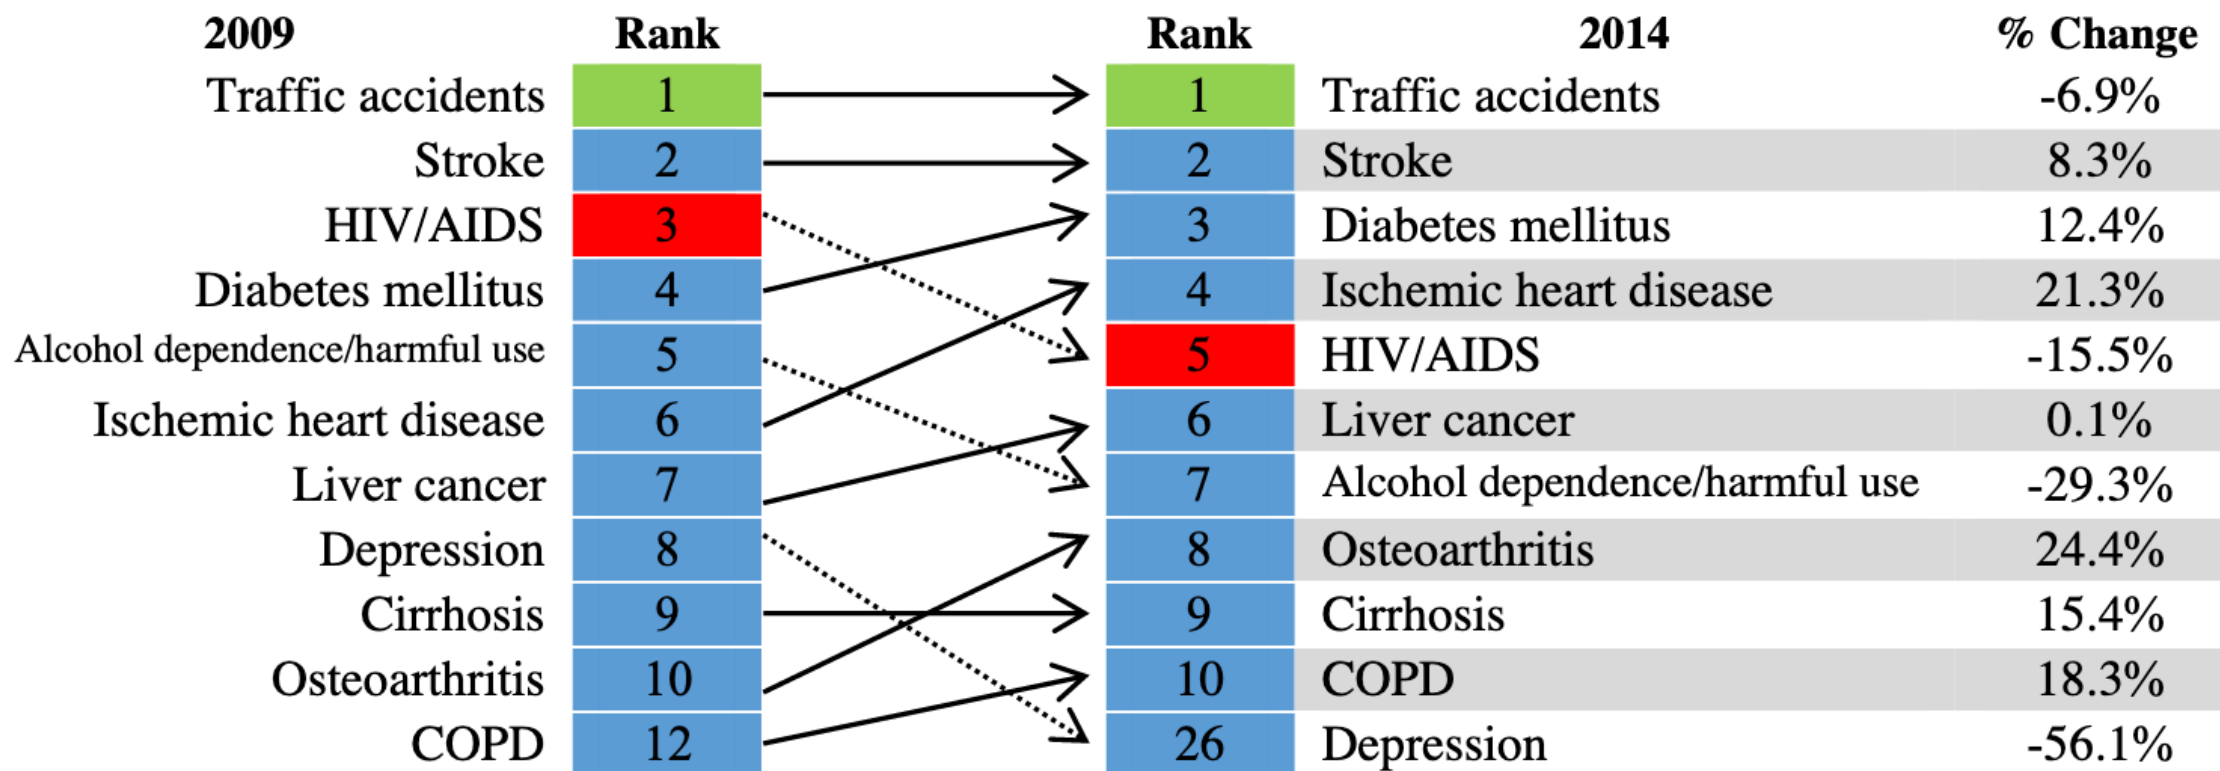 2009 Rank Rank 2014 % Change
Traffic accidents 1 1 Traffic accidents -6.9%
Stroke 2 2 Stroke 8.3%
HIV/AIDS 3 3 Diabetes mellitus 12.4%
Diabetes mellitus 4 4 Ischemic heart disease 21.3%
Alcohol dependence/harmful use 5 5 HIV/AIDS -15.5%
Ischemic heart disease 6 6 Liver cancer 0.1%
Liver cancer 7 7 Alcohol dependence/harmful use -29.3%
Depression 8 8 Osteoarthritis 24.4%
Cirrhosis 9 9 Cirrhosis 15.4%
Osteoarthritis 10 10 COPD 18.3%
COPD 12 26 Depression -56.1%